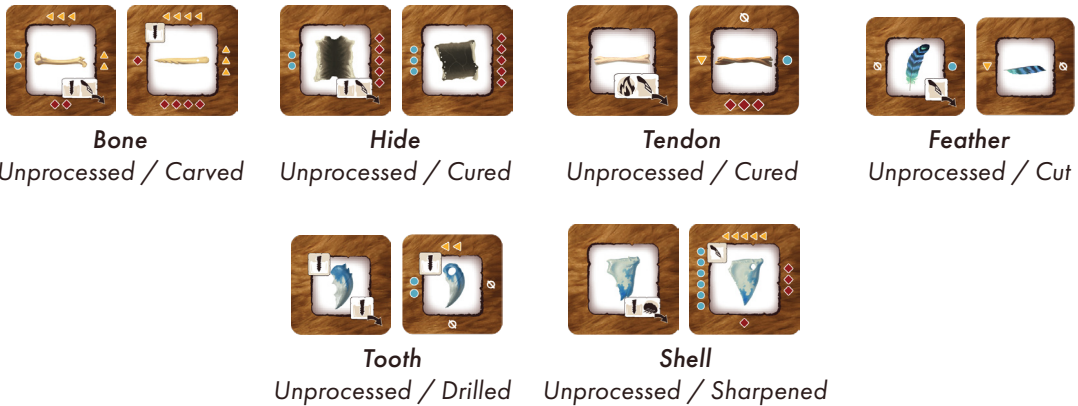 Bone
Unprocessed / Carved
Hide
Unprocessed / Cured
Tendon
Unprocessed / Cured
Feather
Unprocessed / Cut
Tooth
Unprocessed / Drilled
Shell
Unprocessed / Sharpened